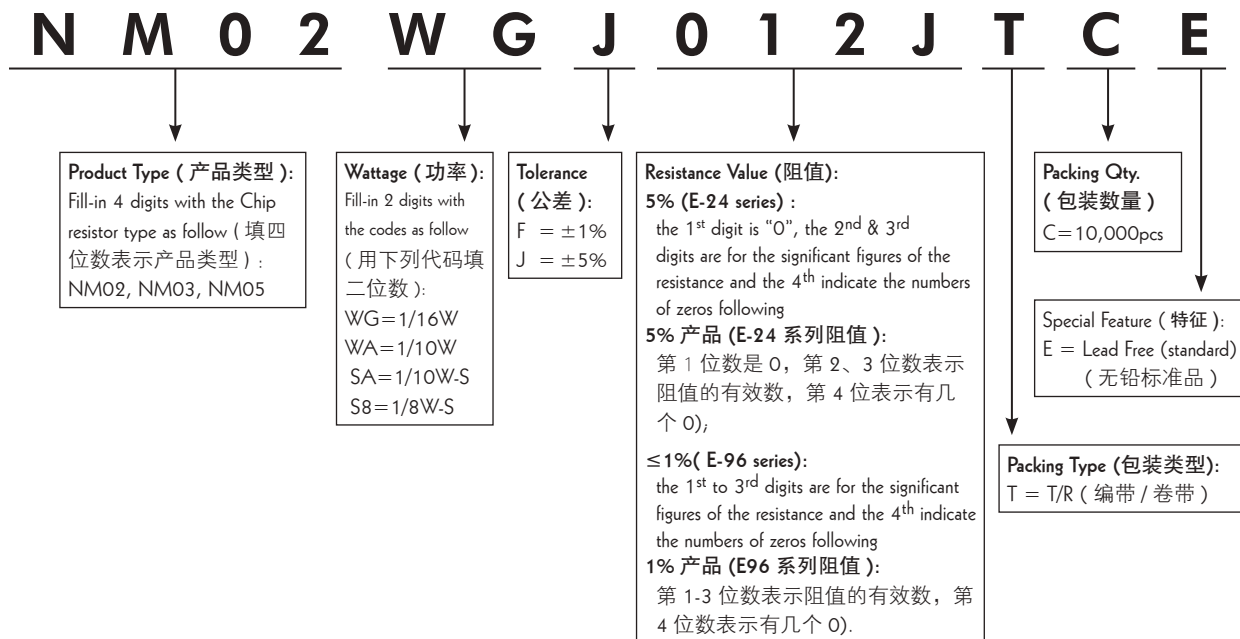 N M 0 2 W G J 0 1 2 J T C E
Product Type ( 产品类型 ):
Fill-in 4 digits with the Chip
resistor type as follow ( 填四
位数表示产品类型 ) :
NM02, NM03, NM05
Wattage ( 功率 ):
Fill-in 2 digits with
the codes as follow
( 用下列代码填
二位数 ):
WG=1/16W
WA=1/10W
SA=1/10W-S
S8=1/8W-S
Tolerance
( 公差 ):
F = ±1%
J = ±5%
Resistance Value (阻值):
5% (E-24 series) :
the 1st digit is “0”, the 2nd & 3rd
digits are for the significant figures of the
resistance and the 4th indicate the numbers
of zeros following
5% 产品 (E-24 系列阻值 ):
第 1 位数是 0，第 2、3 位数表示
阻值的有效数，第 4 位表示有几
个 0);
≤1%( E-96 series):
the 1st to 3rd digits are for the significant
figures of the resistance and the 4th indicate
the numbers of zeros following
1% 产品 (E96 系列阻值 ):
第 1-3 位数表示阻值的有效数，第
4 位数表示有几个 0).
Packing Qty.
( 包装数量 )
C=10,000pcs
Special Feature ( 特征 ):
E = Lead Free (standard)
( 无铅标准品 )
Packing Type (包装类型):
T = T/R ( 编带 / 卷带 )